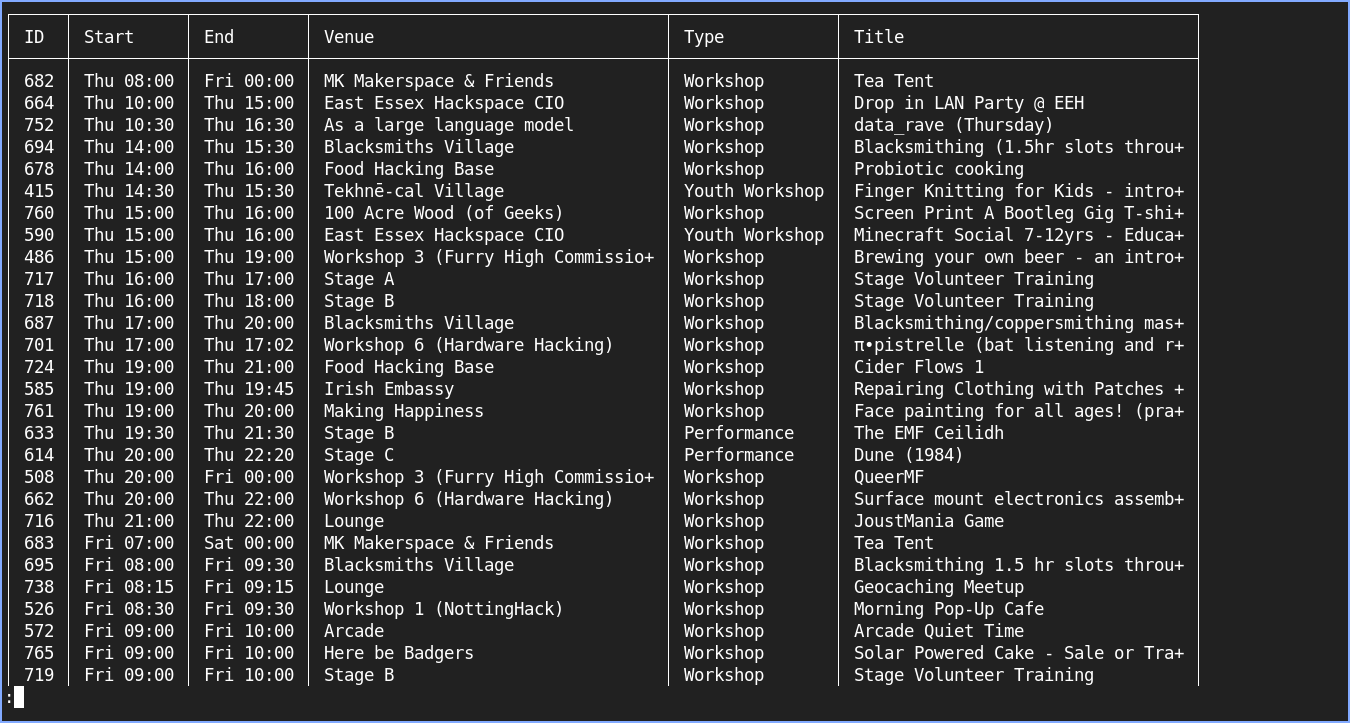 ID Start End Venue Type Title
682 Thu 08:00 Fri 00:00 MK Makerspace & Friends Workshop Tea Tent
664 Thu 10:00 Thu 15:00 East Essex Hackspace CIO Workshop Drop in LAN Party @ EEH
752 Thu 10:30 Thu 16:30 As a large language model Workshop data_rave (Thursday)
694 Thu 14:00 Thu 15:30 Blacksmiths Village Workshop Blacksmithing (1.5hr slots throu+
678 Thu 14:00 Thu 16:00 Food Hacking Base Workshop Probiotic cooking
415 Thu 14:30 Thu 15:30 Tekhnē-cal Village Youth Workshop Finger Knitting for Kids - intro+
760 Thu 15:00 Thu 16:00 100 Acre Wood (of Geeks) Workshop Screen Print A Bootleg Gig T-shi+
590 Thu 15:00 Thu 16:00 East Essex Hackspace CIO Youth Workshop Minecraft Social 7-12yrs - Educa+
486 Thu 15:00 Thu 19:00 Workshop 3 (Furry High Commissio+ Workshop Brewing your own beer - an intro+
717 Thu 16:00 Thu 17:00 Stage A Workshop Stage Volunteer Training
718 Thu 16:00 Thu 18:00 Stage B Workshop Stage Volunteer Training
687 Thu 17:00 Thu 20:00 Blacksmiths Village Workshop Blacksmithing/coppersmithing mas+
701 Thu 17:00 Thu 17:02 Workshop 6 (Hardware Hacking) Workshop π•pistrelle (bat listening and r+
724 Thu 19:00 Thu 21:00 Food Hacking Base Workshop Cider Flows 1
585 Thu 19:00 Thu 19:45 Irish Embassy Workshop Repairing Clothing with Patches +
761 Thu 19:00 Thu 20:00 Making Happiness Workshop Face painting for all ages! (pra+
633 Thu 19:30 Thu 21:30 Stage B Performance The EMF Ceilidh
614 Thu 20:00 Thu 22:20 Stage C Performance Dune (1984)
508 Thu 20:00 Fri 00:00 Workshop 3 (Furry High Commissio+ Workshop QueerMF
662 Thu 20:00 Thu 22:00 Workshop 6 (Hardware Hacking) Workshop Surface mount electronics assemb+
716 Thu 21:00 Thu 22:00 Lounge Workshop JoustMania Game
683 Fri 07:00 Sat 00:00 MK Makerspace & Friends Workshop Tea Tent
695 Fri 08:00 Fri 09:30 Blacksmiths Village Workshop Blacksmithing 1.5 hr slots throu+
738 Fri 08:15 Fri 09:15 Lounge Workshop Geocaching Meetup
526 Fri 08:30 Fri 09:30 Workshop 1 (NottingHack) Workshop Morning Pop-Up Cafe
572 Fri 09:00 Fri 10:00 Arcade Workshop Arcade Quiet Time
765 Fri 09:00 Fri 10:00 Here be Badgers Workshop Solar Powered Cake - Sale or Tra+
719 Fri 09:00 Fri 10:00 Stage B Workshop Stage Volunteer Training
: